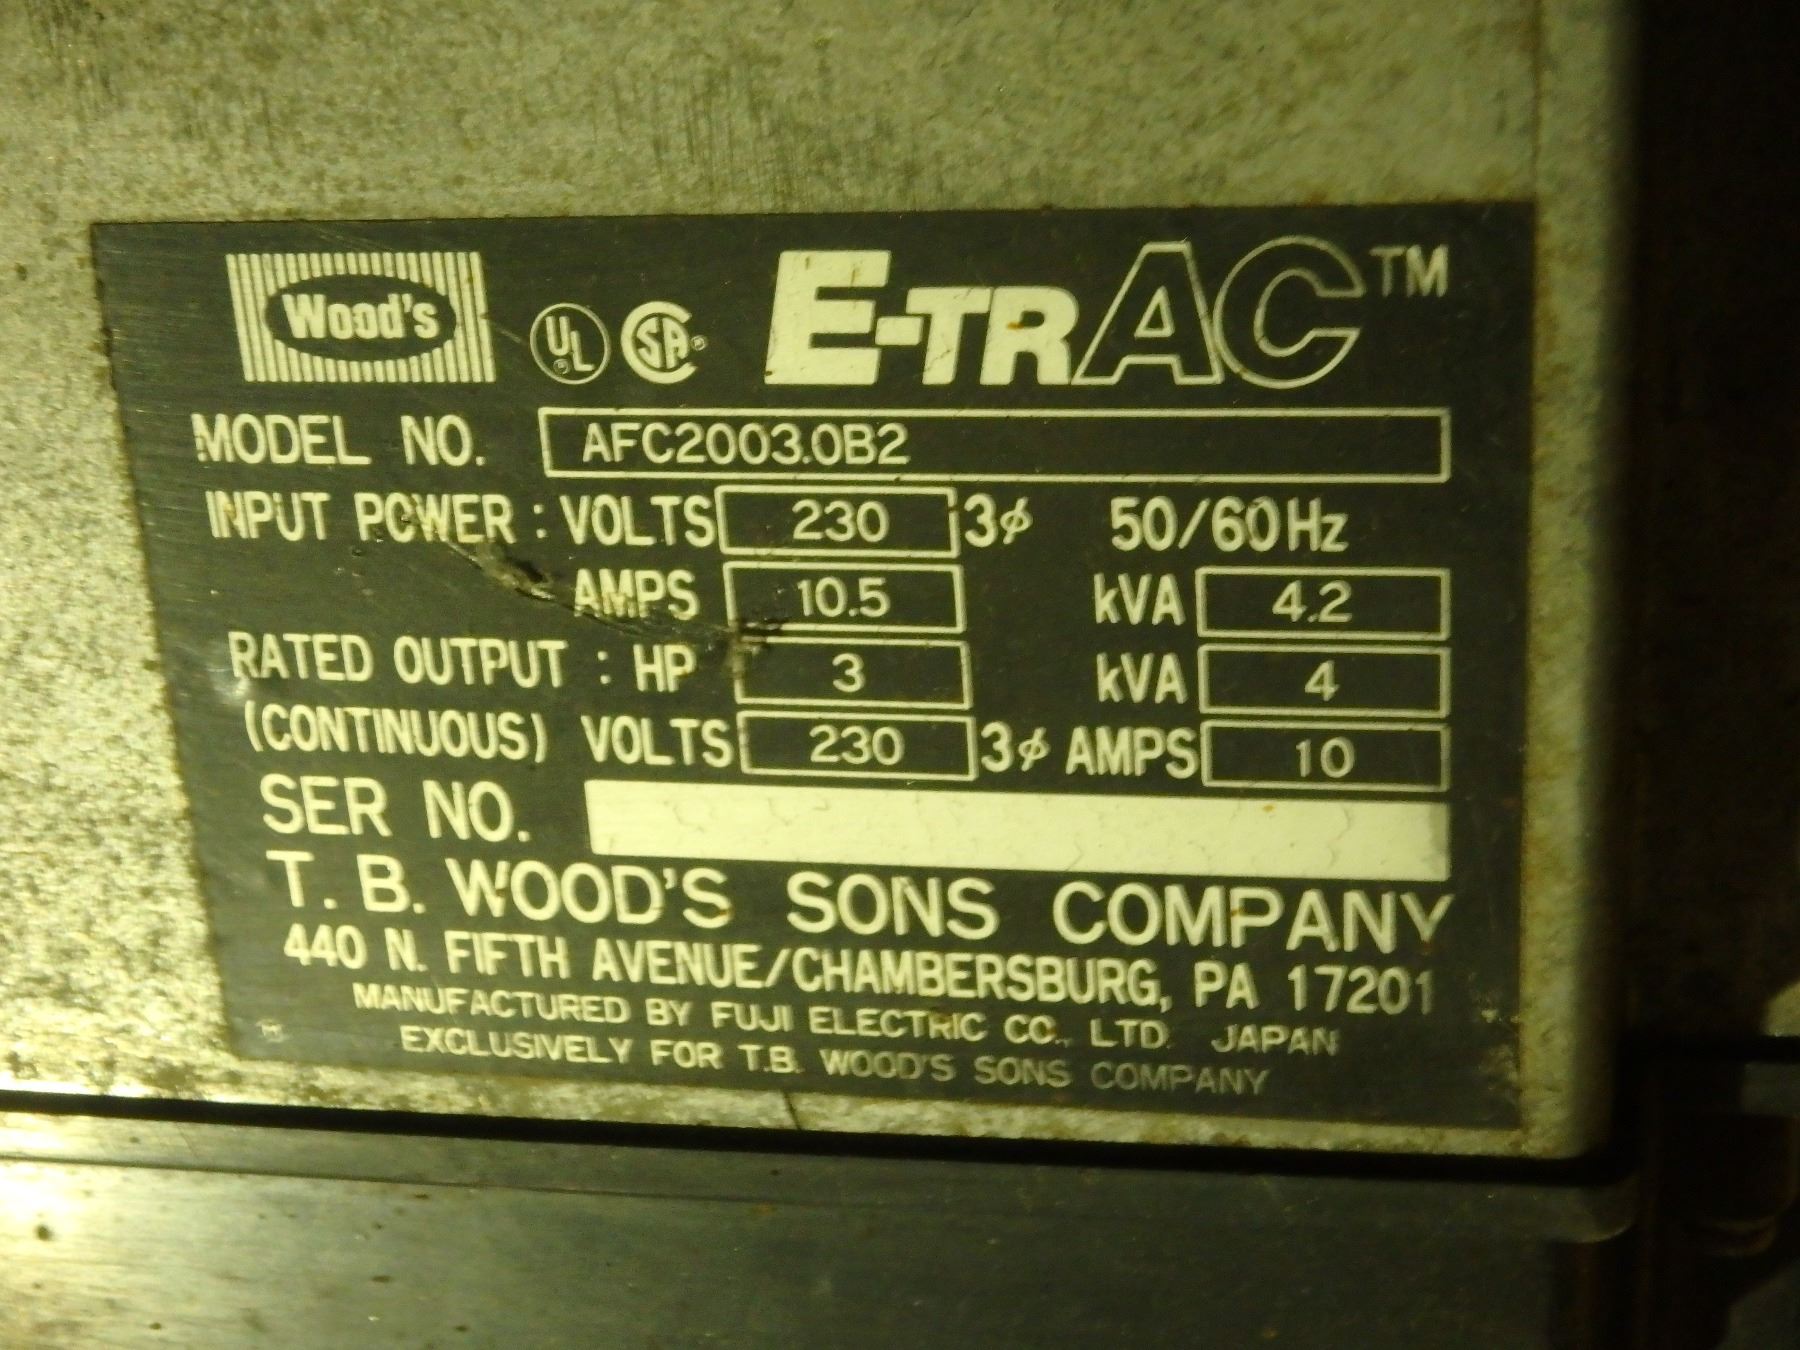 Wood's UL® SA® E-TRAC™
MODEL NO. AFC2003.0B2
INPUT POWER : VOLTS 230 3ϕ 50/60Hz
AMPS 10.5 kVA 4.2
RATED OUTPUT : HP 3 kVA 4
(CONTINUOUS) VOLTS 230 3ϕ AMPS 10
SER NO.
T. B. WOOD'S SONS COMPANY
440 N. FIFTH AVENUE/CHAMBERSBURG, PA 17201
MANUFACTURED BY FUJI ELECTRIC CO., LTD. JAPAN
EXCLUSIVELY FOR T.B. WOOD'S SONS COMPANY